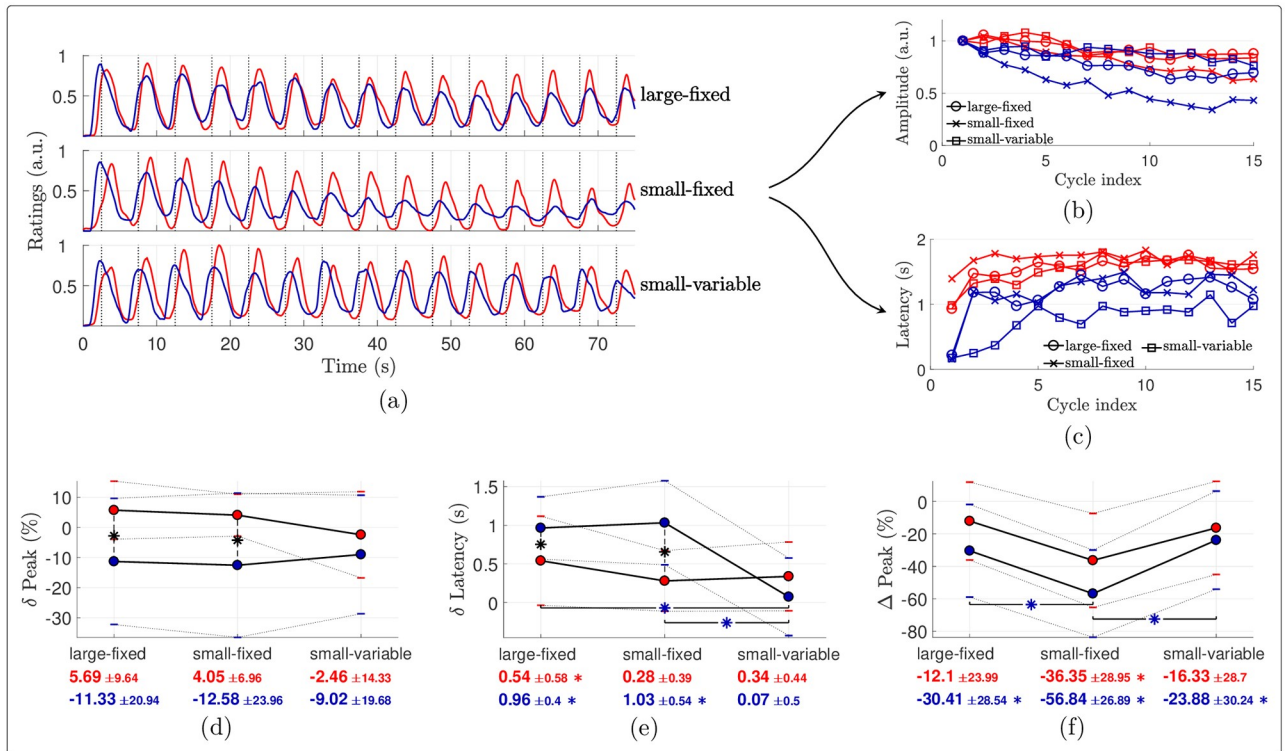 1
0.5
large-fixed
1
0.5
small-fixed
1
0.5
small-variable
Ratings (a.u.)
0 10 20 30 40 50 60 70
Time (s)
(a)
1
0.5
0
Amplitude (a.u.)
large-fixed
small-fixed
small-variable
0 5 10 15
Cycle index
(b)
2
1
0
Latency (s)
large-fixed small-variable
small-fixed
0 5 10 15
Cycle index
(c)
10
0
-10
-20
-30
δ Peak (%)
large-fixed small-fixed small-variable
5.69 ±9.64 4.05 ±6.96 -2.46 ±14.33
-11.33 ±20.94 -12.58 ±23.96 -9.02 ±19.68
(d)
1.5
1
0.5
0
δ Latency (s)
large-fixed small-fixed small-variable
0.54 ±0.58 * 0.28 ±0.39 0.34 ±0.44
0.96 ±0.4 * 1.03 ±0.54 * 0.07 ±0.5
(e)
0
-20
-40
-60
-80
Δ Peak (%)
large-fixed small-fixed small-variable
-12.1 ±23.99 -36.35 ±28.95 * -16.33 ±28.7
-30.41 ±28.54 * -56.84 ±26.89 * -23.88 ±30.24 *
(f)